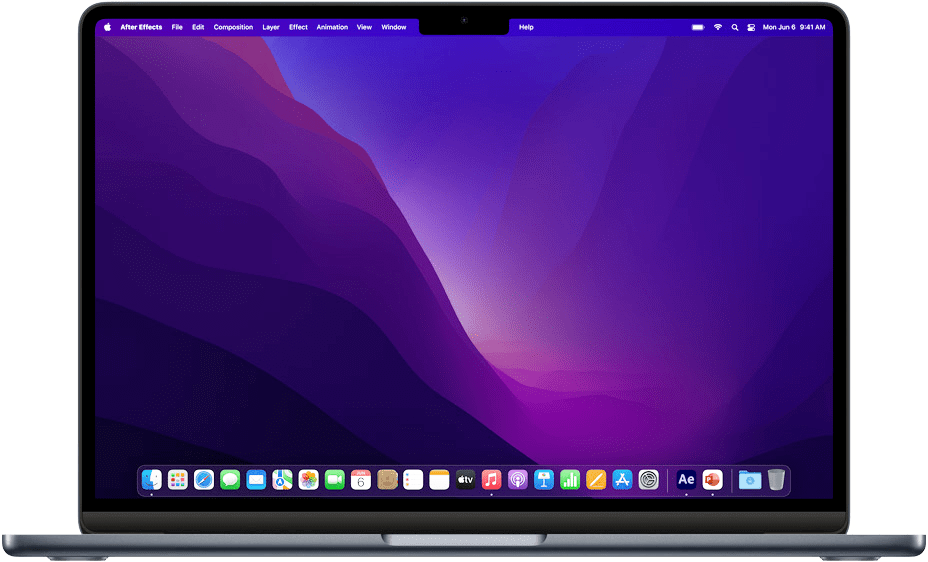 After Effects File Edit Composition Layer Effect Animation View Window Help Mon Jun 6 9:41 AM
JUN
6
tv
Ae
P